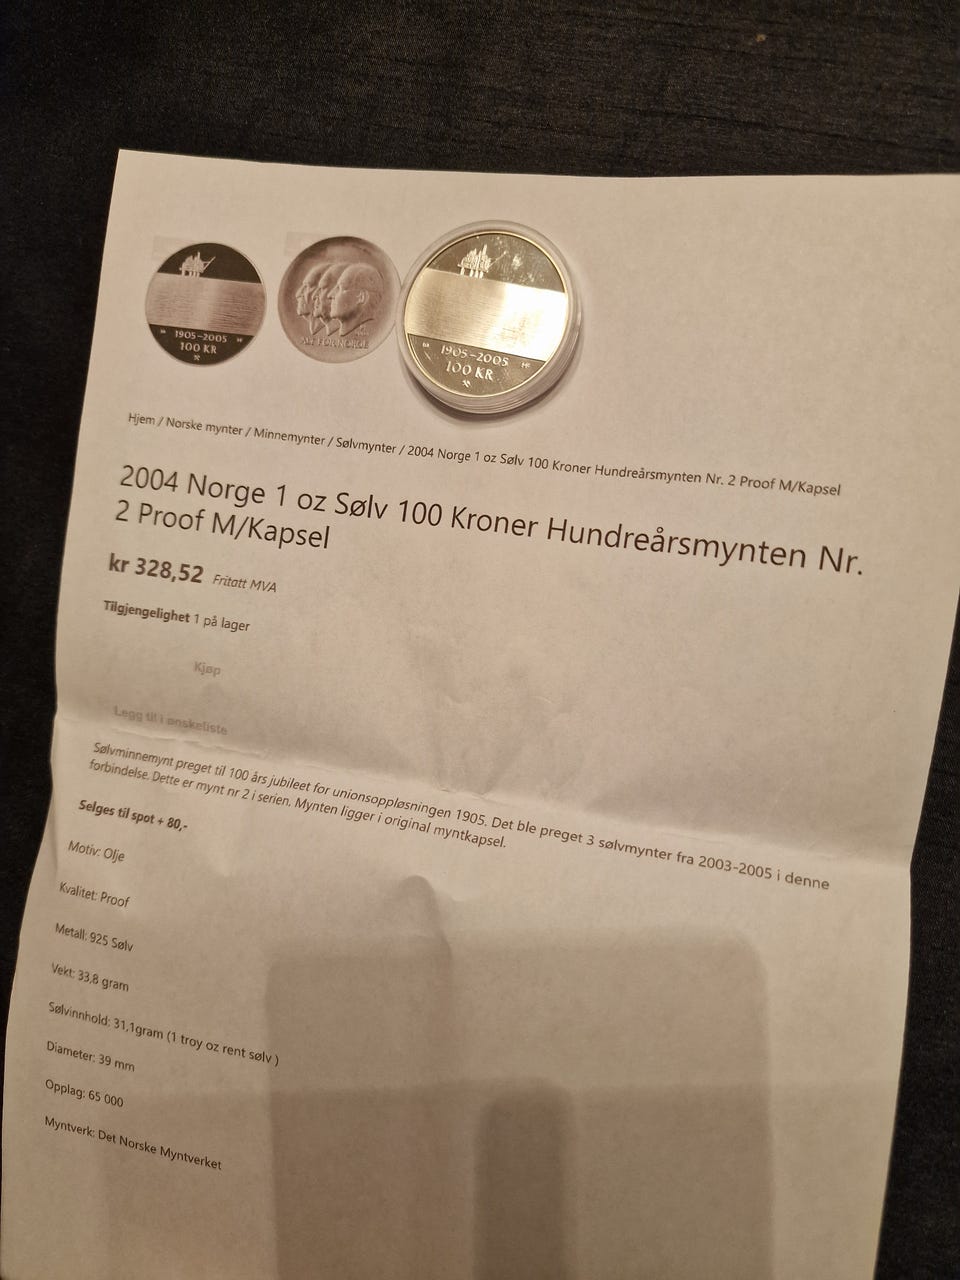 1905-2005
100 KR
ALT FOR NORGE
1905-2005
100 KR
Hjem / Norske mynter / Minnemynter / Sølvmynter / 2004 Norge 1 oz Sølv 100 Kroner Hundreårsmynten Nr. 2 Proof M/Kapsel
2004 Norge 1 oz Sølv 100 Kroner Hundreårsmynten Nr.
2 Proof M/Kapsel
kr 328,52 Fritatt MVA
Tilgjengelighet 1 på lager
Kjøp
Legg til i ønskeliste
Sølvminnemynt preget til 100 års jubileet for unionsoppløsningen 1905. Det ble preget 3 sølvmynter fra 2003-2005 i denne
forbindelse. Dette er mynt nr 2 i serien. Mynten ligger i original myntkapsel.
Selges til spot + 80,-
Motiv: Olje
Kvalitet: Proof
Metall: 925 Sølv
Vekt: 33,8 gram
Sølvinnhold: 31,1gram (1 troy oz rent sølv )
Diameter: 39 mm
Opplag: 65 000
Myntverk: Det Norske Myntverket